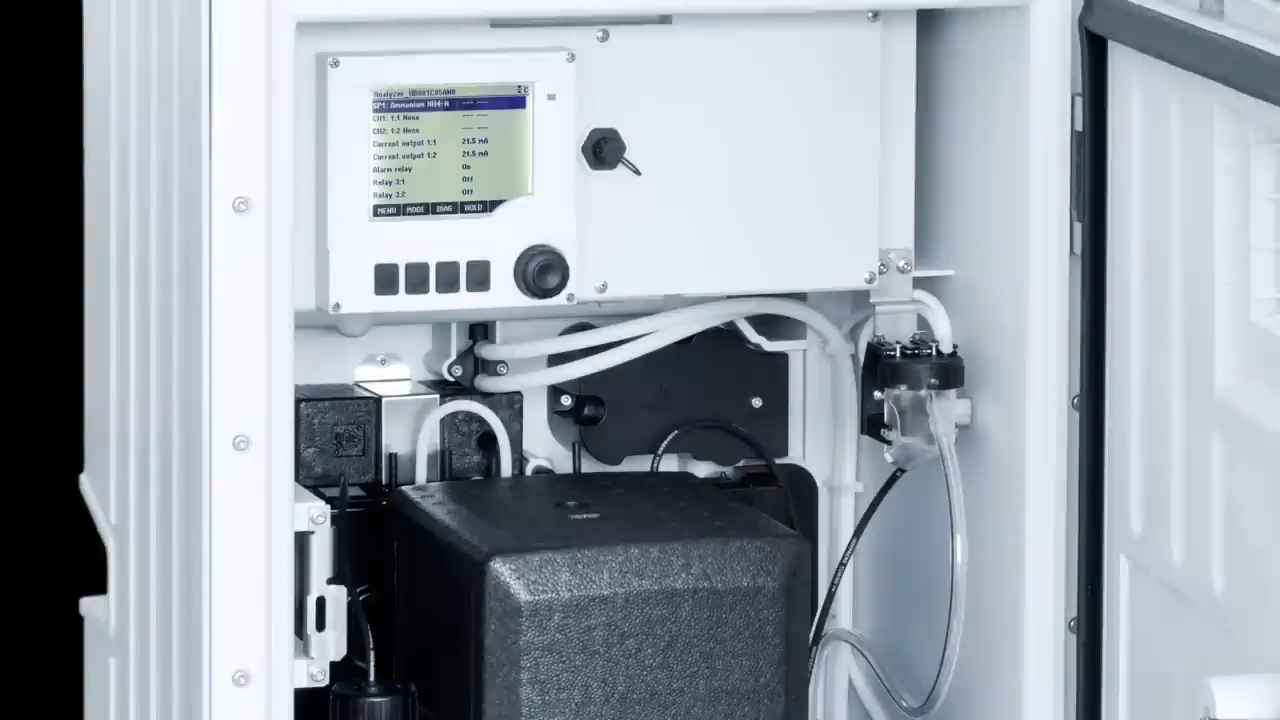 Analyzer_H8001C05AN0
SP1: Ammonium NH4-N --- ---
CH1: 1:1 None --- ---
CH2: 1:2 None --- ---
Current output 1:1 21.5 mA
Current output 1:2 21.5 mA
Alarm relay On
Relay 3:1 Off
Relay 3:2 Off
MENU MODE DIAG HOLD